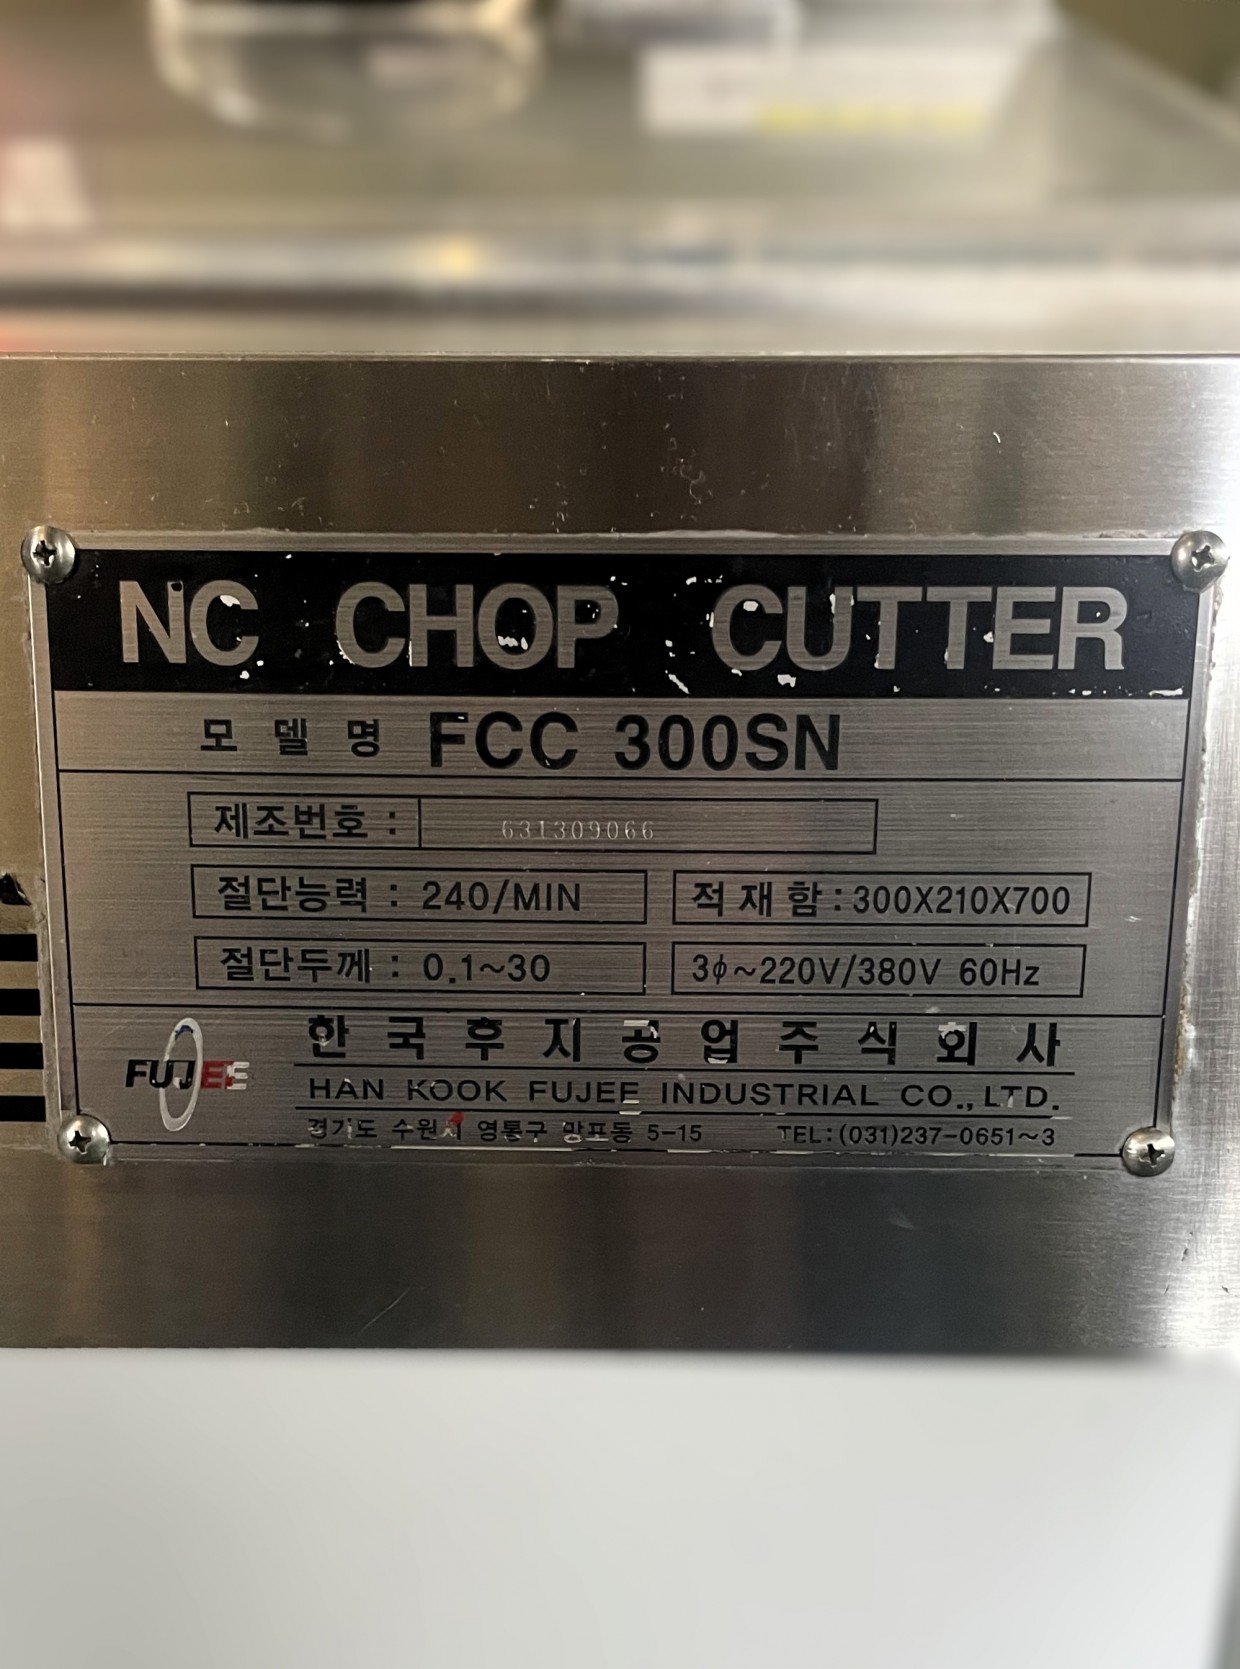 NC CHOP CUTTER
모델명 FCC 300SN
제조번호 : 631309066
절단능력 : 240/MIN 적재함 : 300X210X700
절단두께 : 0.1~30 3ϕ~220V/380V 60Hz
FUJEE
한국후지공업주식회사
HAN KOOK FUJEE INDUSTRIAL CO., LTD.
경기도 수원시 영통구 망포동 5-15 TEL:(031)237-0651~3